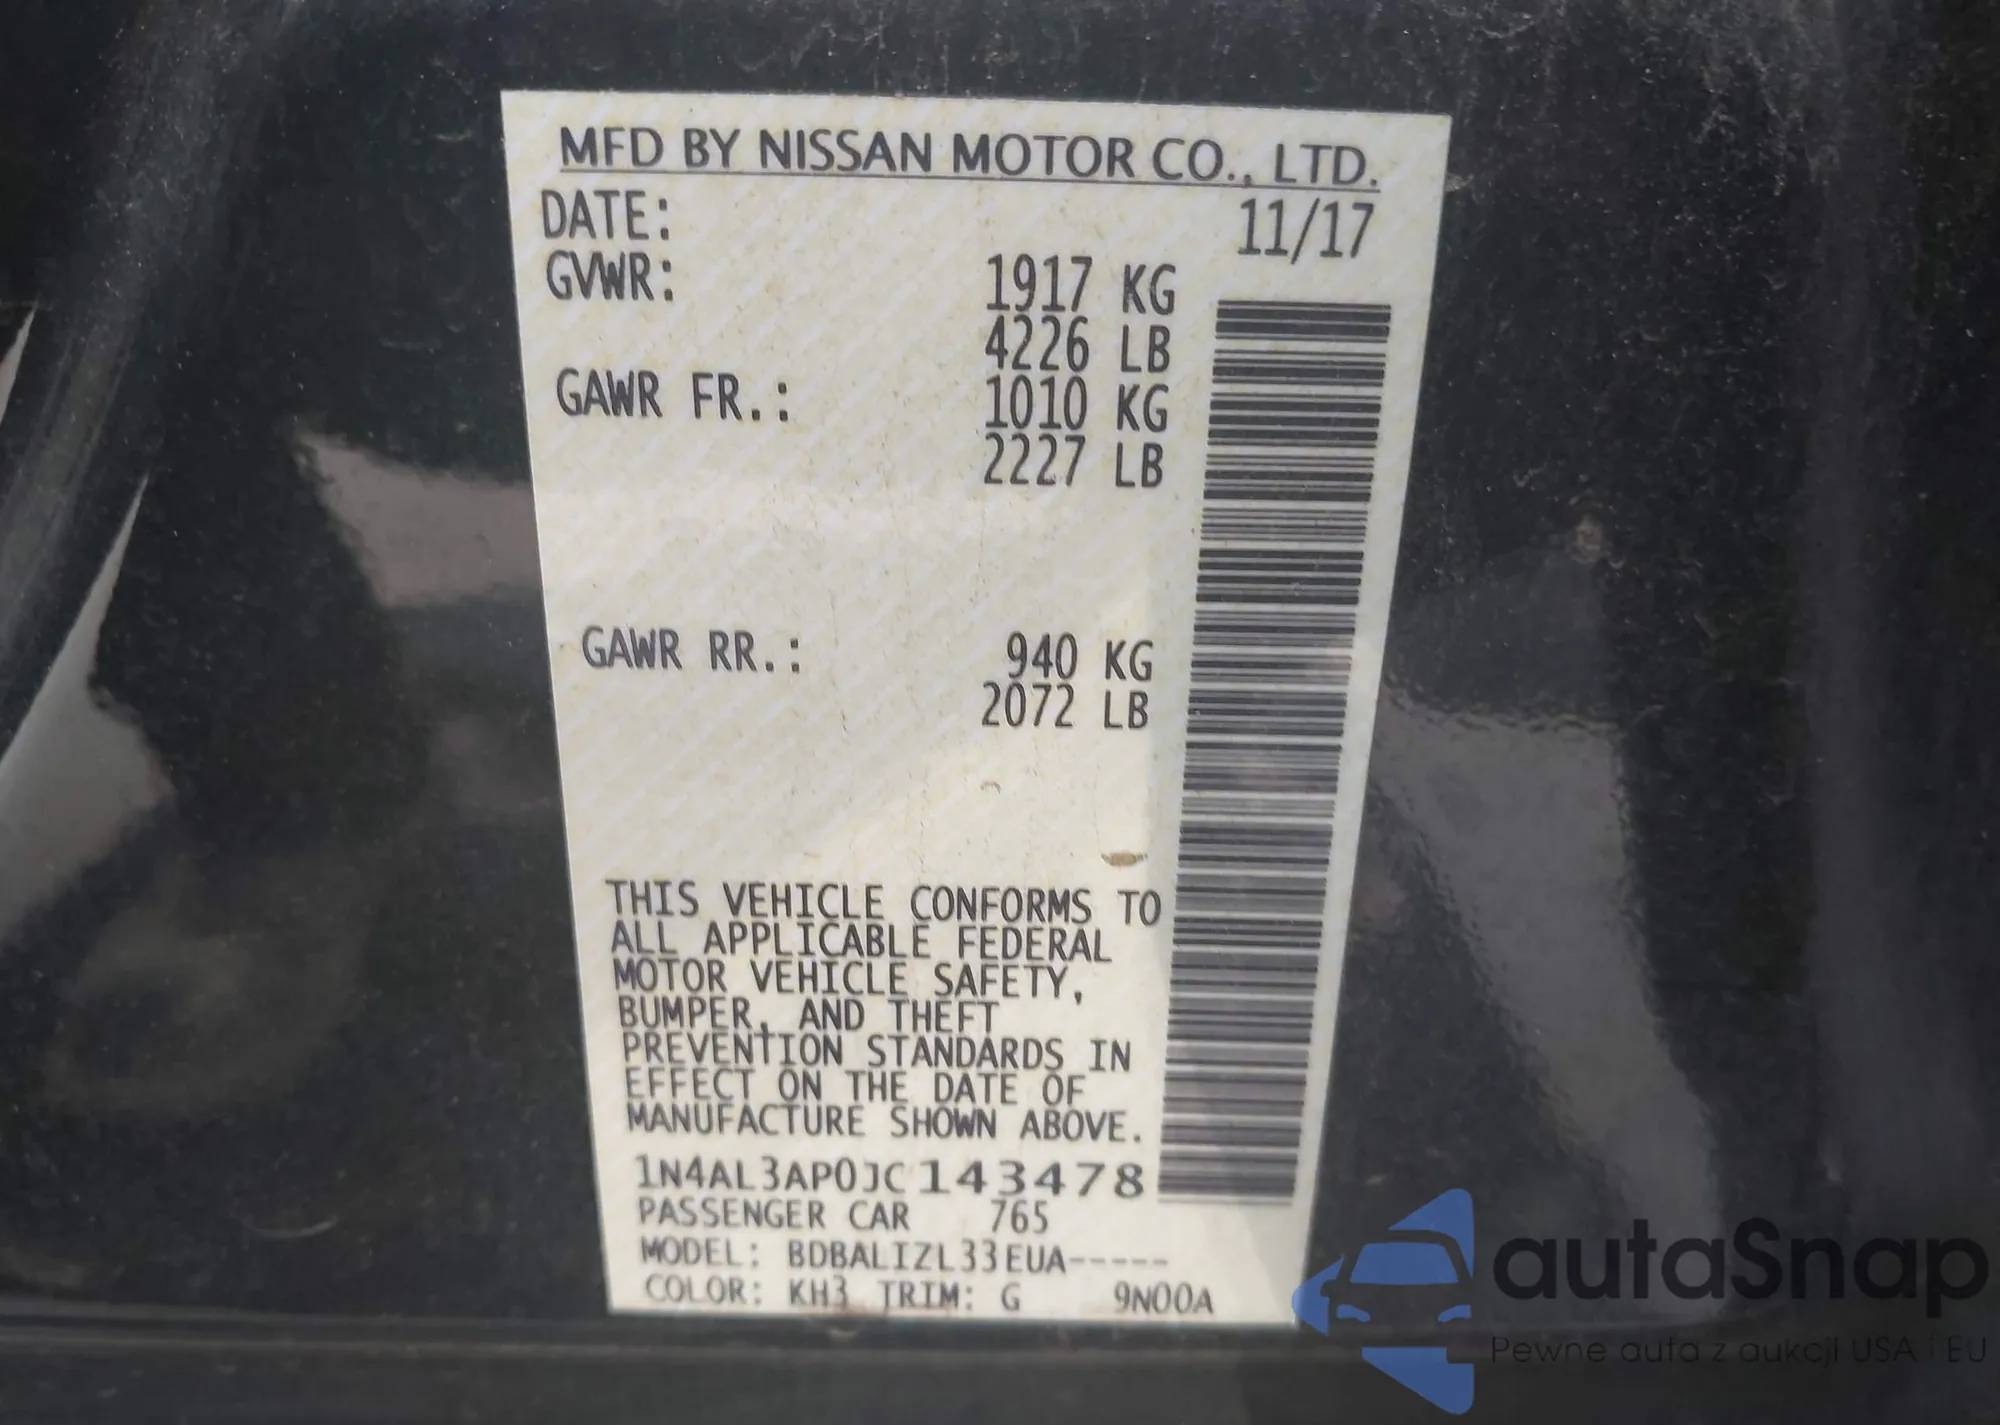 MFD BY NISSAN MOTOR CO., LTD.
DATE: 11/17
GVWR: 1917 KG
4226 LB
GAWR FR.: 1010 KG
2227 LB
GAWR RR.: 940 KG
2072 LB
THIS VEHICLE CONFORMS TO
ALL APPLICABLE FEDERAL
MOTOR VEHICLE SAFETY,
BUMPER, AND THEFT
PREVENTION STANDARDS IN
EFFECT ON THE DATE OF
MANUFACTURE SHOWN ABOVE.
1N4AL3AP0JC143478
PASSENGER CAR 765
MODEL: BDBALIZL33EUA-----
COLOR: KH3 TRIM: G 9N00A
autaSnap
Pewne auta z aukcji USA i EU